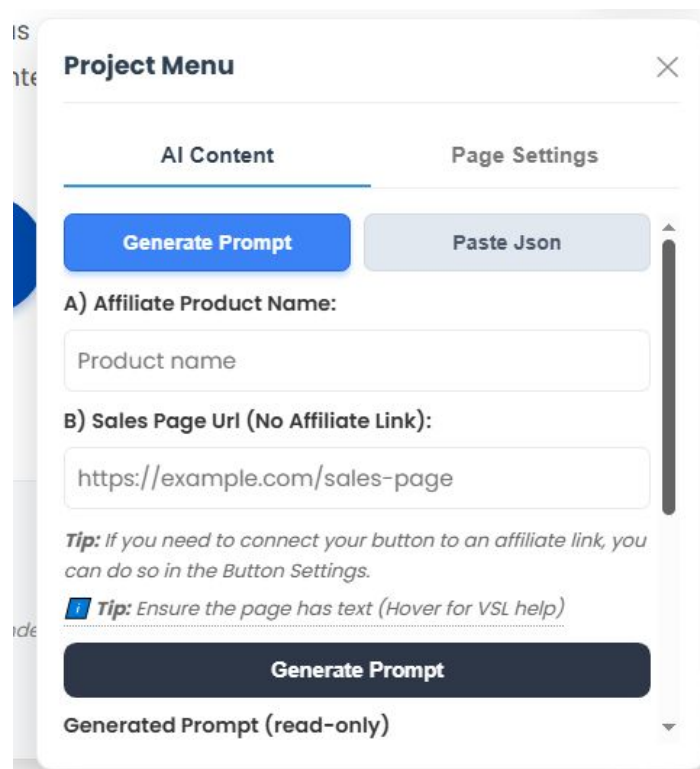 Project Menu
AI Content
Page Settings
Generate Prompt
Paste Json
A) Affiliate Product Name:
Product name
B) Sales Page Url (No Affiliate Link):
https://example.com/sales-page
Tip: If you need to connect your button to an affiliate link, you
can do so in the Button Settings.
i Tip: Ensure the page has text (Hover for VSL help)
Generate Prompt
Generated Prompt (read-only)